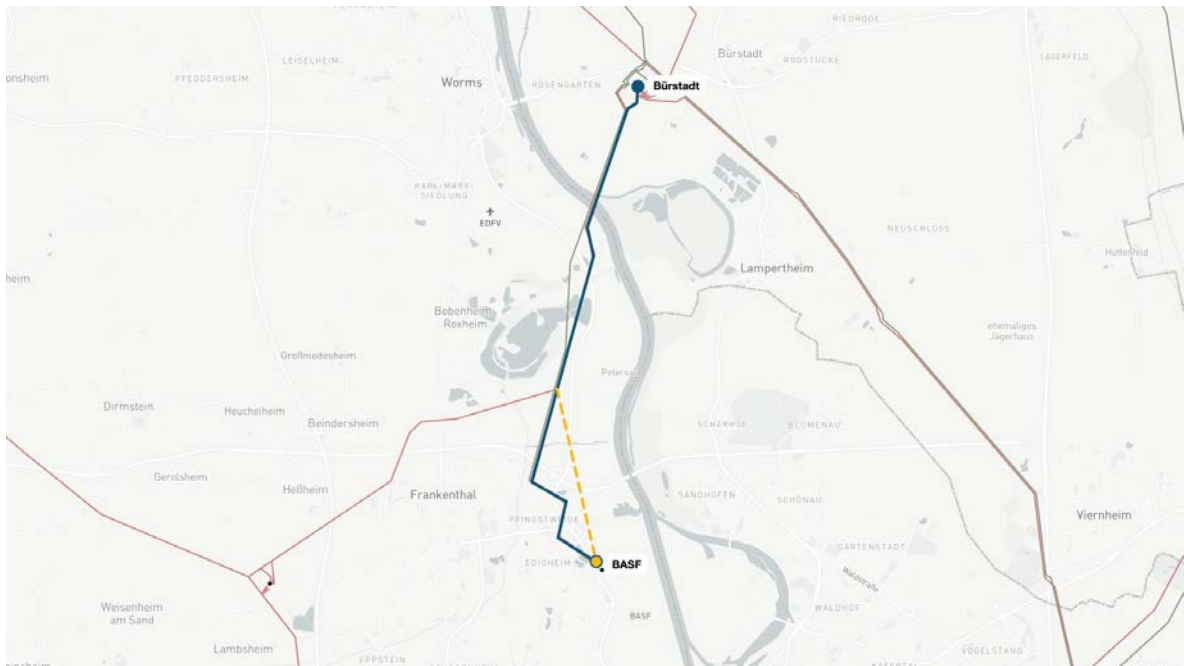 RIEDRODE
LEISELHEIM
PFEDDERSHEIM
Worms
ROSENGARTEN
Bürstadt
BODSTÜCKE
LAGERFELD
Bürstadt
KARL-MARX-
SIEDLUNG
EDFV
NEUSCHLOSS
Hüttenfeld
Lampertheim
heim
Bobenheim
Roxheim
ehemaliges
Jägerhaus
Großniedesheim
Petersau
Dirmstein
Heuchelheim
Beindersheim
SCHARHOF
BLUMENAU
Gerolsheim
Heßheim
Frankenthal
SANDHOFEN
SCHÖNAU
Viernheim
PFINGSTWEIDE
GARTENSTADT
EDIGHEIM
BASF
Waldstraße
Weisenheim
am Sand
BASF
WALDHOF
Lambsheim
VOGELSTANG
EPPSTEIN